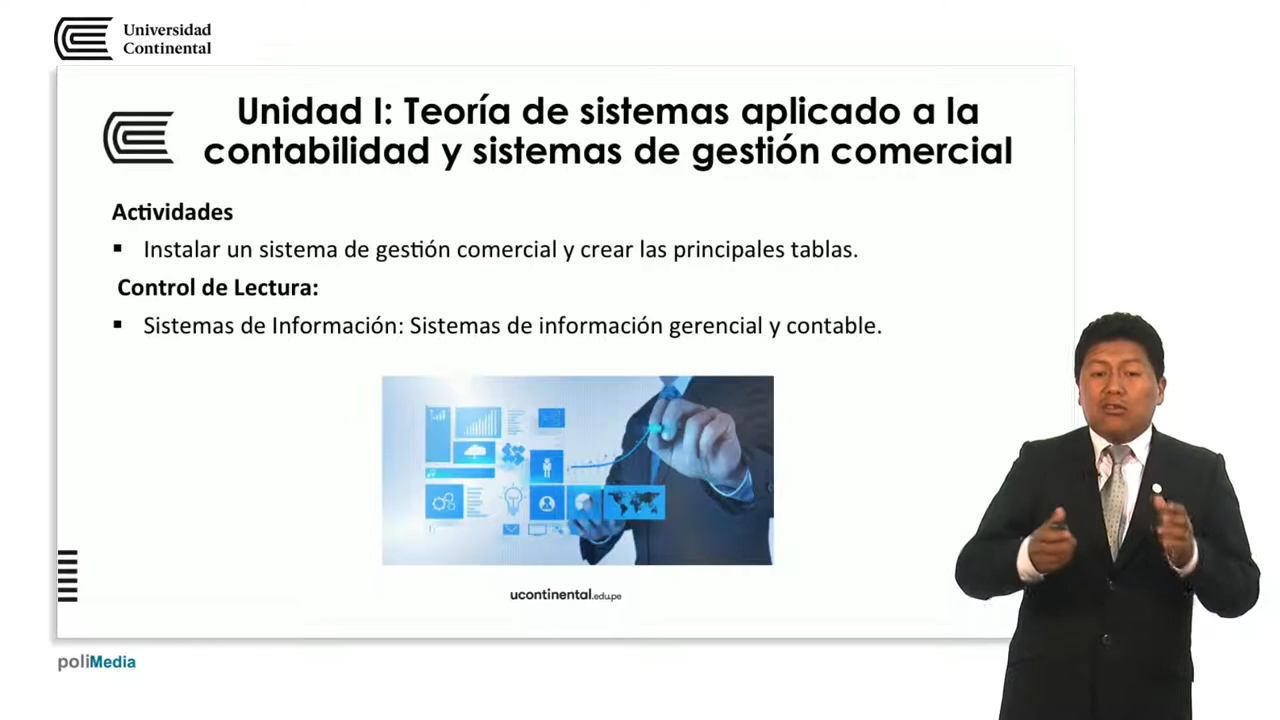 Universidad
Continental
Unidad I: Teoría de sistemas aplicado a la
contabilidad y sistemas de gestión comercial
Actividades
▪ Instalar un sistema de gestión comercial y crear las principales tablas.
Control de Lectura:
▪ Sistemas de Información: Sistemas de información gerencial y contable.
ucontinental.edu.pe
poliMedia